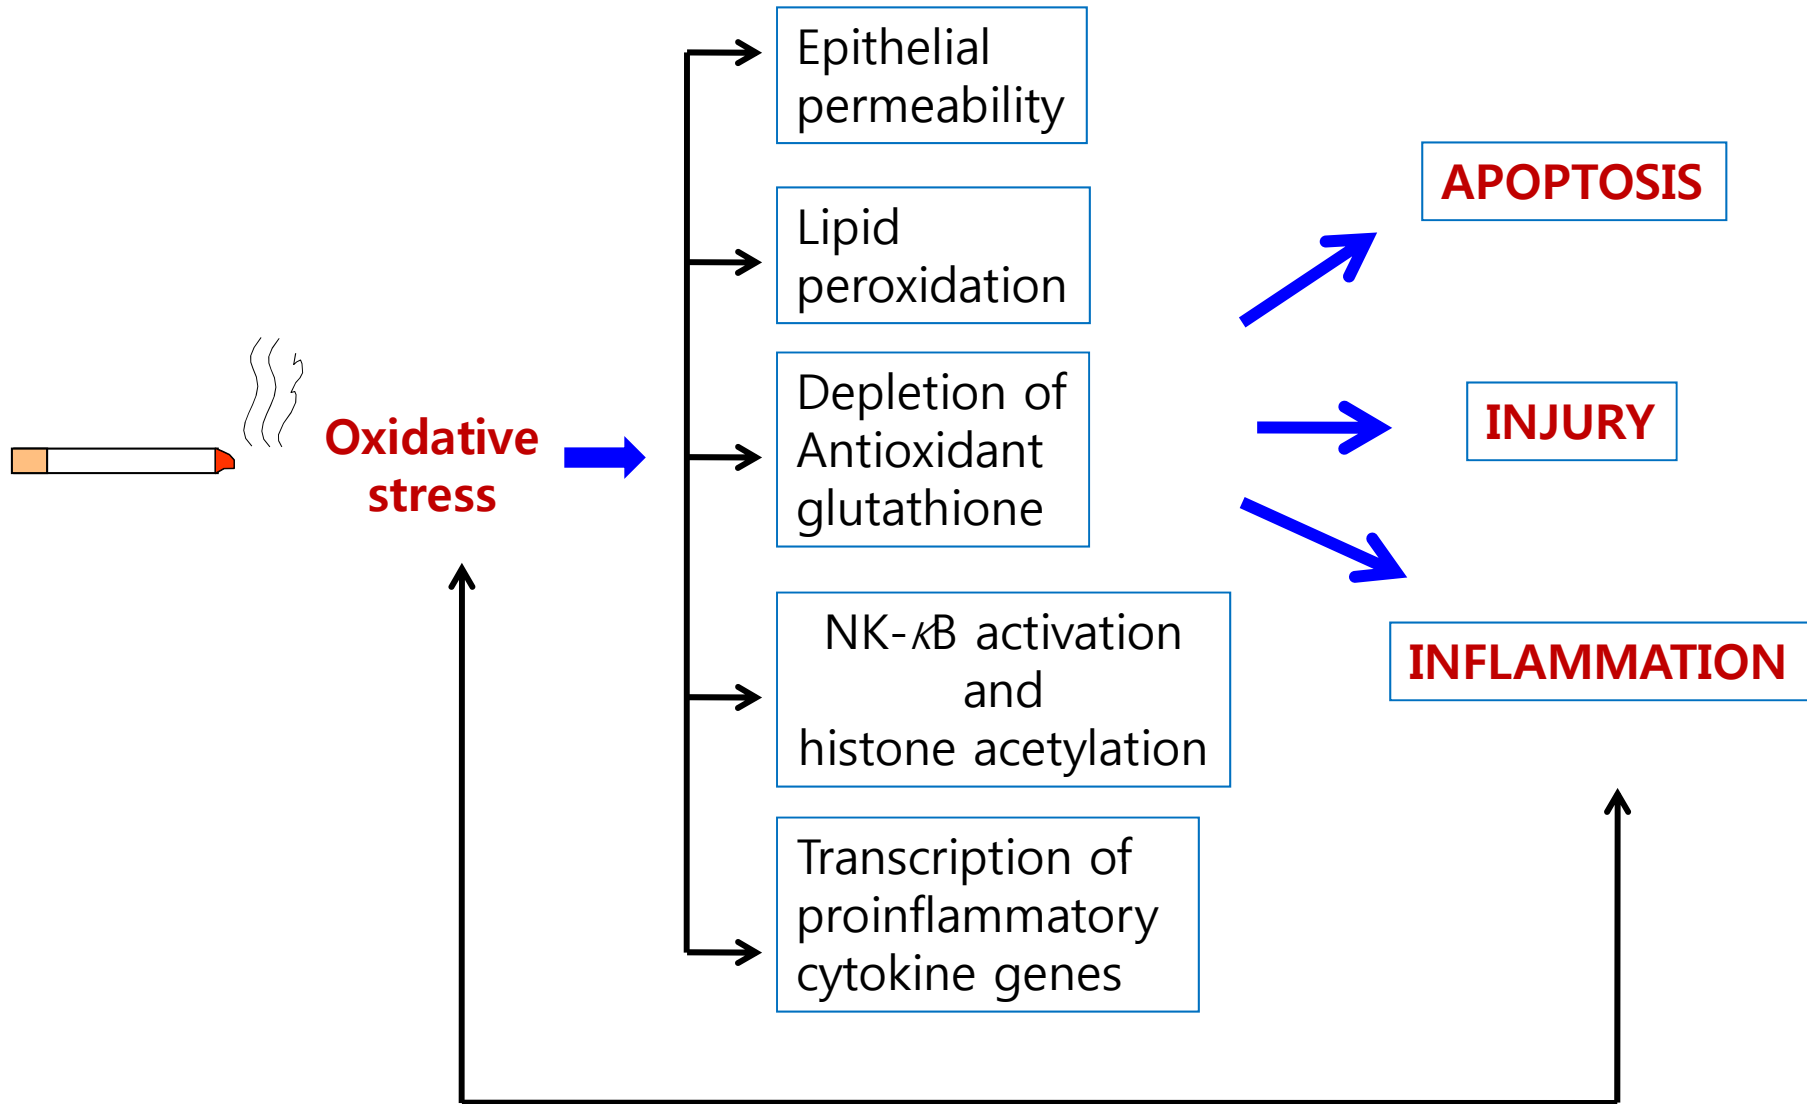 Oxidative
stress
Epithelial
permeability
Lipid
peroxidation
Depletion of
Antioxidant
glutathione
NK-κB activation
and
histone acetylation
Transcription of
proinflammatory
cytokine genes
APOPTOSIS
INJURY
INFLAMMATION